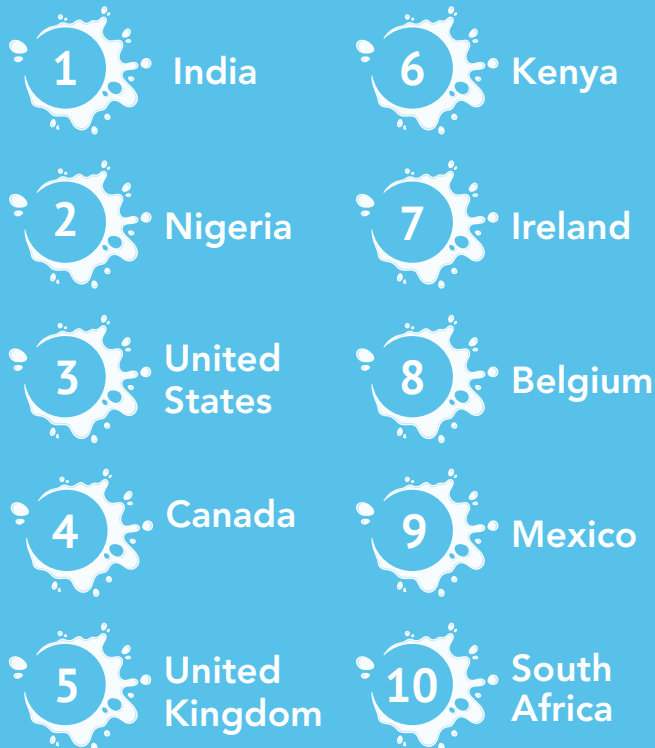 1 India
2 Nigeria
3 United
States
4 Canada
5 United
Kingdom
6 Kenya
7 Ireland
8 Belgium
9 Mexico
10 South
Africa